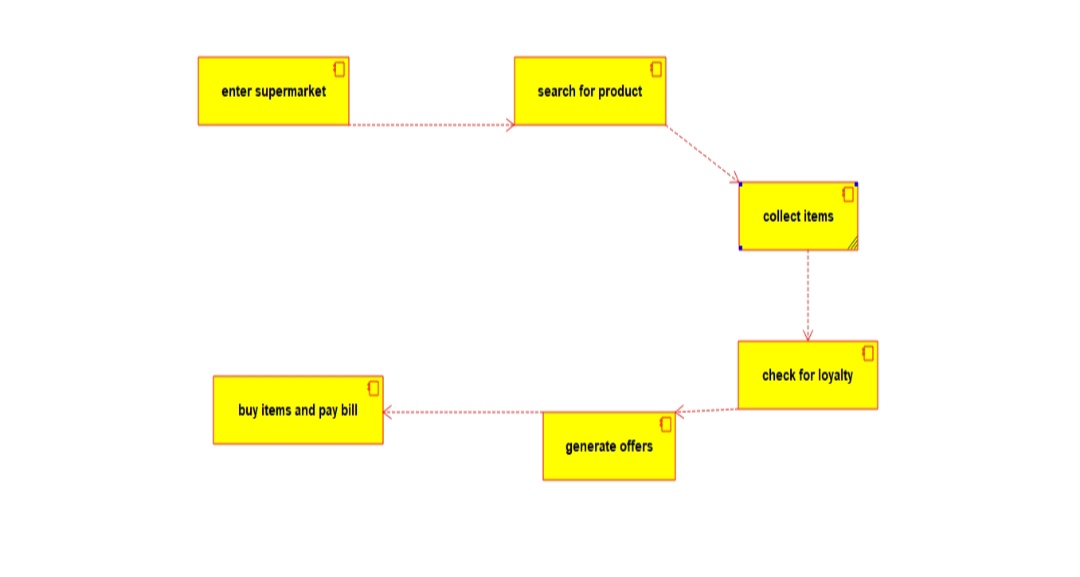 enter supermarket
search for product
collect items
check for loyalty
generate offers
buy items and pay bill